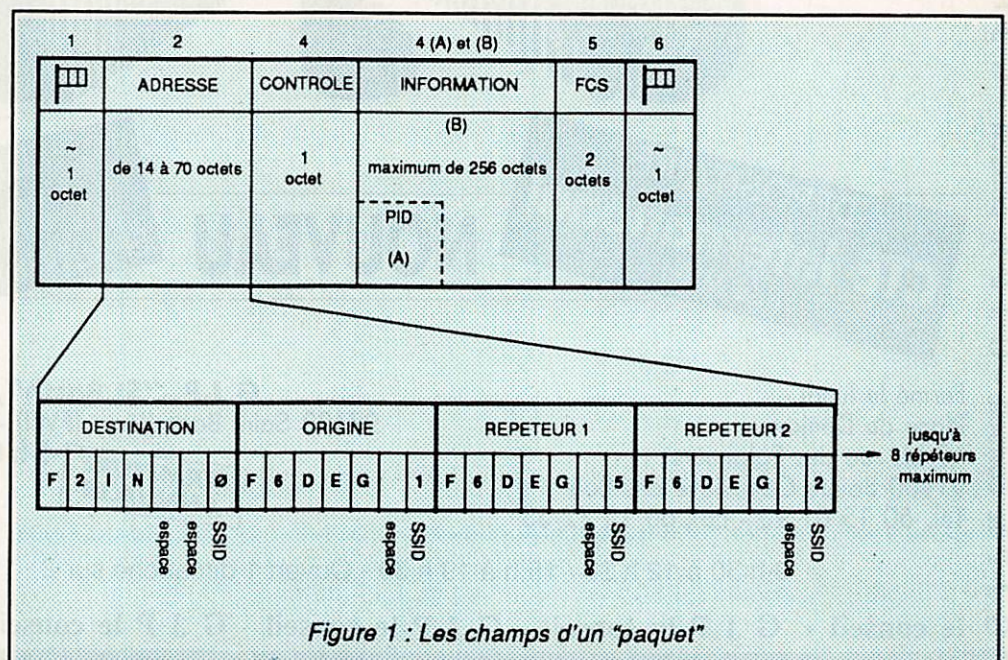 1 2 4 4 (A) et (B) 5 6
ADRESSE CONTROLE INFORMATION FCS
(B)
~ 1 octet
de 14 à 70 octets
1 octet
maximum de 256 octets
2 octets
~ 1 octet
PID
(A)
DESTINATION ORIGINE REPETEUR 1 REPETEUR 2
jusqu'à
8 répéteurs
maximum
F 2 I N Ø F 6 D E G 1 F 6 D E G 5 F 6 D E G 2
espace espace SSID espace SSID espace SSID espace SSID
Figure 1 : Les champs d'un "paquet"